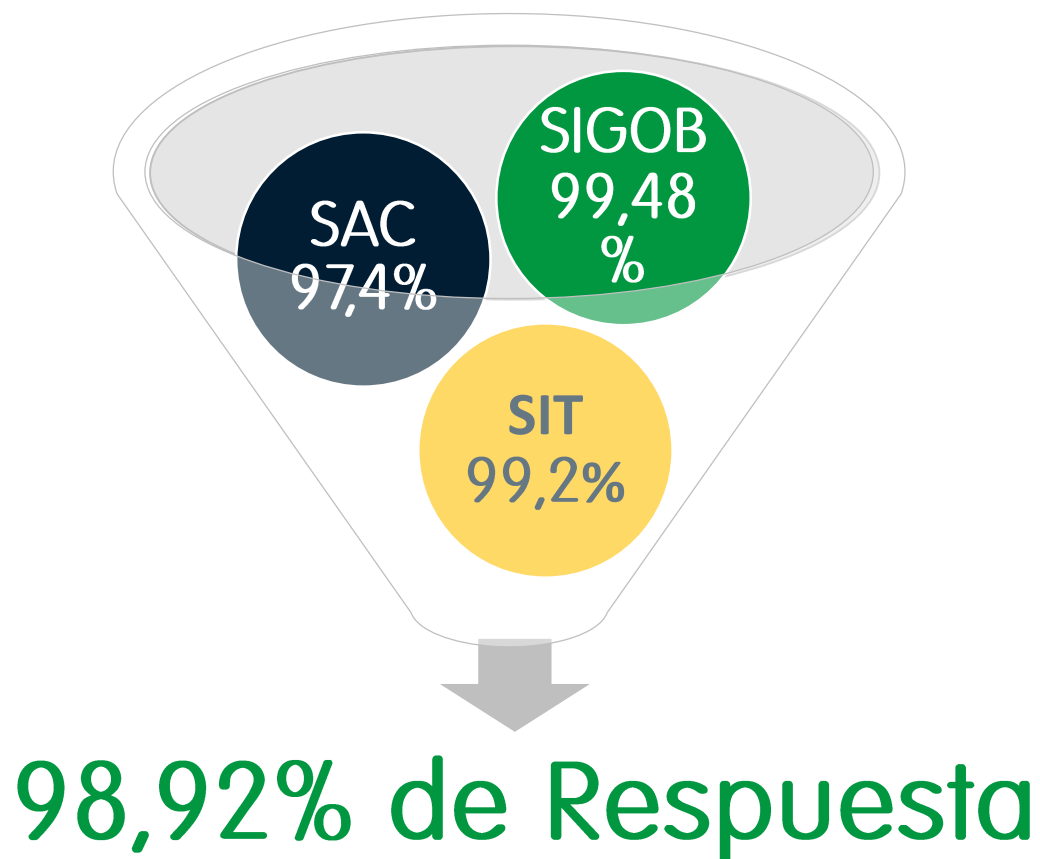 SIGOB
99,48
%
SAC
97,4%
SIT
99,2%
98,92% de Respuesta